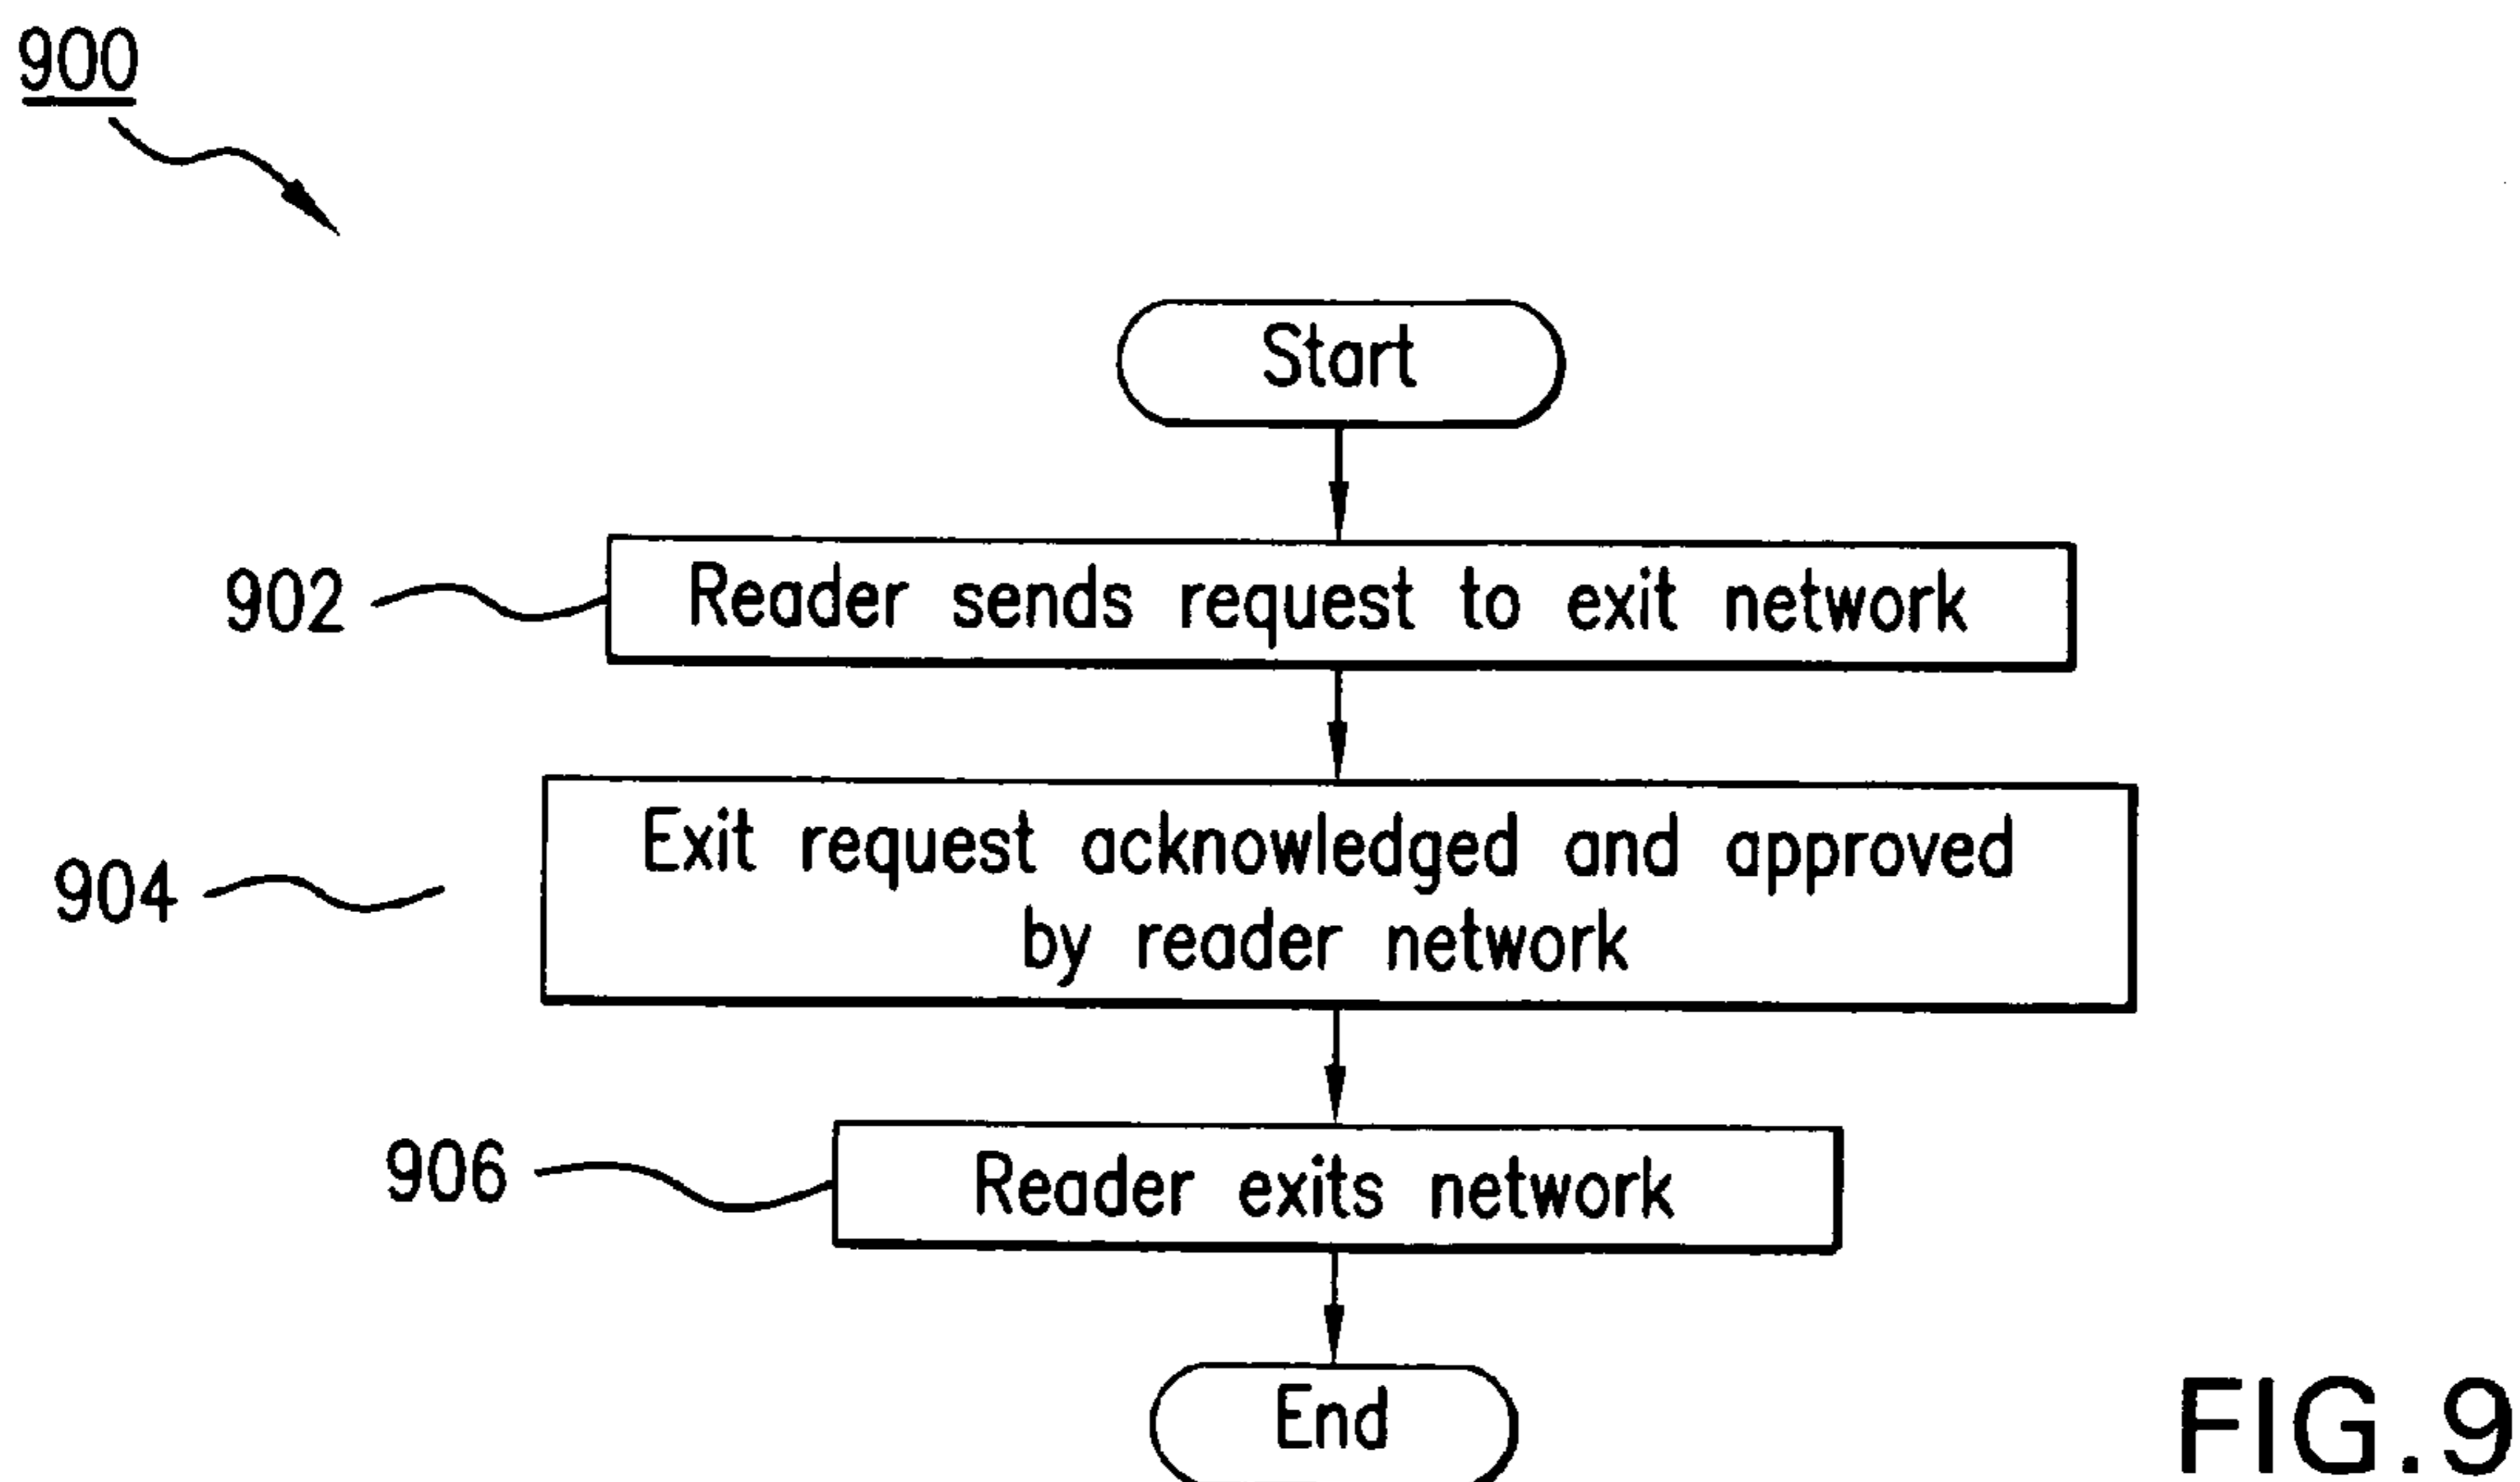 900
Start
902
Reader sends request to exit network
904
Exit request acknowledged and approved
by reader network
906
Reader exits network
End
FIG.9